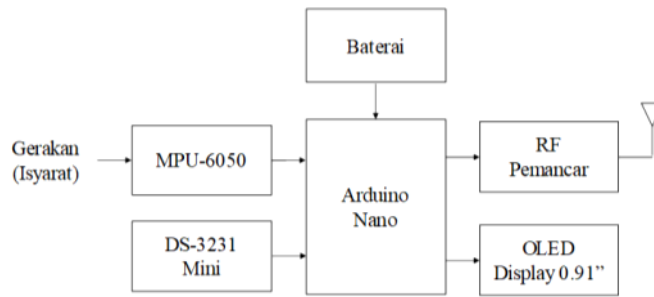 Baterai
Gerakan
(Isyarat)
MPU-6050
Arduino
Nano
RF
Pemancar
DS-3231
Mini
OLED
Display 0.91”